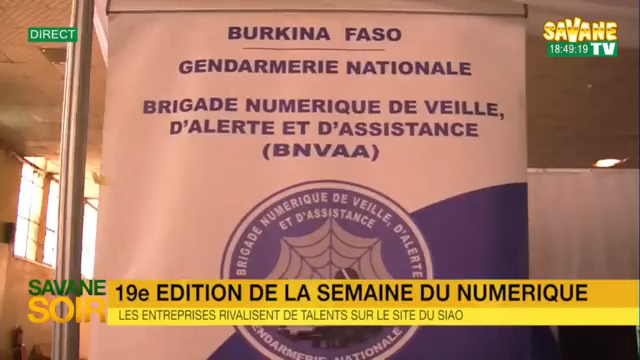 DIRECT
SAVANE
18:49:19 TV
BURKINA FASO
GENDARMERIE NATIONALE
BRIGADE NUMERIQUE DE VEILLE,
D'ALERTE ET D'ASSISTANCE
(BNVAA)
BRIGADE NUMERIQUE DE VEILLE, D'ALERTE
ET D'ASSISTANCE
GENDARMERIE NATIONALE
SAVANE
SOIR
19e EDITION DE LA SEMAINE DU NUMERIQUE
LES ENTREPRISES RIVALISENT DE TALENTS SUR LE SITE DU SIAO